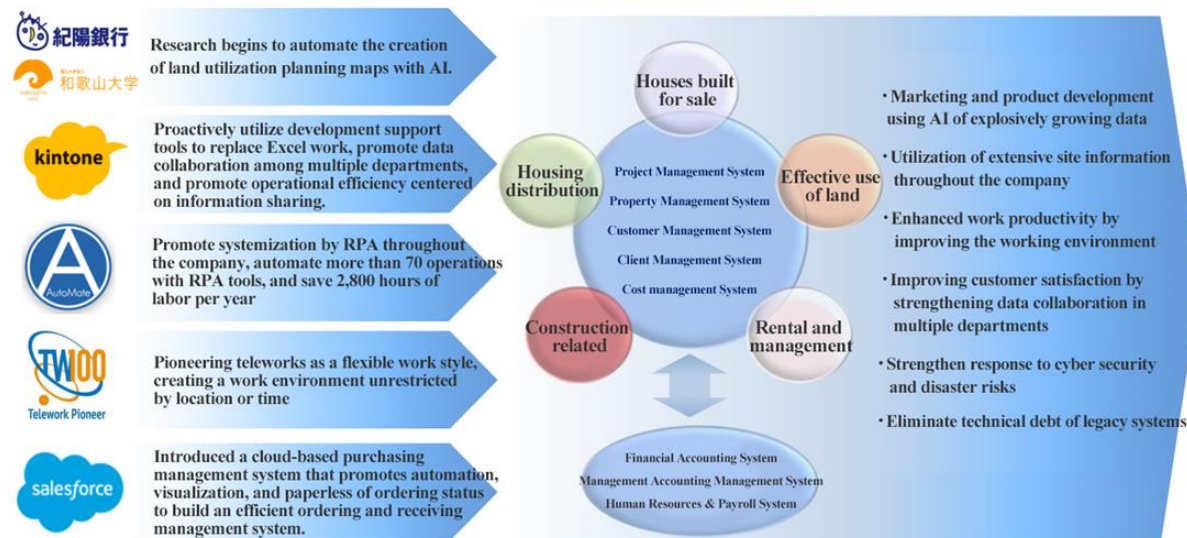 紀陽銀行
和歌山大学
Research begins to automate the creation
of land utilization planning maps with AI.
kintone
Proactively utilize development support
tools to replace Excel work, promote data
collaboration among multiple departments,
and promote operational efficiency centered
on information sharing.
A
AutoMate
Promote systemization by RPA throughout
the company, automate more than 70 operations
with RPA tools, and save 2,800 hours of
labor per year
TW100
Telework Pioneer
Pioneering teleworks as a flexible work style,
creating a work environment unrestricted
by location or time
salesforce
Introduced a cloud-based purchasing
management system that promotes automation,
visualization, and paperless of ordering status
to build an efficient ordering and receiving
management system.
Houses built
for sale
Housing
distribution
Effective use
of land
Construction
related
Rental and
management
Project Management System
Property Management System
Customer Management System
Client Management System
Cost management System
Financial Accounting System
Management Accounting Management System
Human Resources & Payroll System
・Marketing and product development
using AI of explosively growing data
・Utilization of extensive site information
throughout the company
・Enhanced work productivity by
improving the working environment
・Improving customer satisfaction by
strengthening data collaboration in
multiple departments
・Strengthen response to cyber security
and disaster risks
・Eliminate technical debt of legacy systems